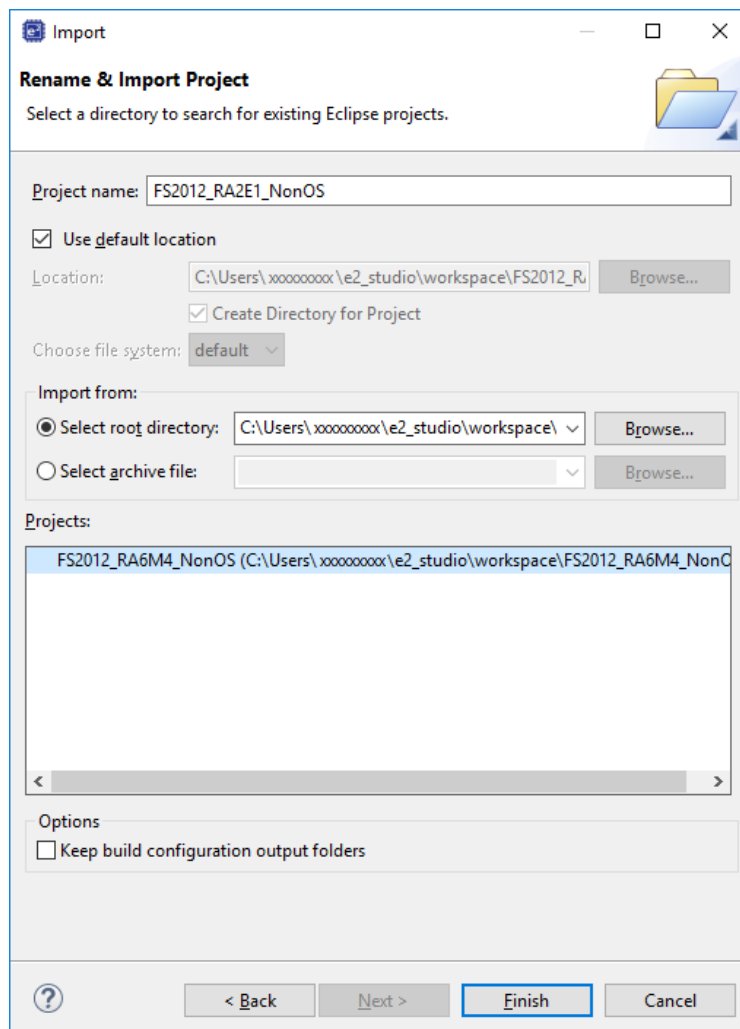 Import
Rename & Import Project
Select a directory to search for existing Eclipse projects.
Project name: FS2012_RA2E1_NonOS
Use default location
Location: C:\Users\xxxxxxxxx\e2_studio\workspace\FS2012_R Browse...
Create Directory for Project
Choose file system: default
Import from:
Select root directory: C:\Users\xxxxxxxxx\e2_studio\workspace\ Browse...
Select archive file: Browse...
Projects:
FS2012_RA6M4_NonOS (C:\Users\xxxxxxxxx\e2_studio\workspace\FS2012_RA6M4_NonO
Options
Keep build configuration output folders
? < Back Next > Finish Cancel